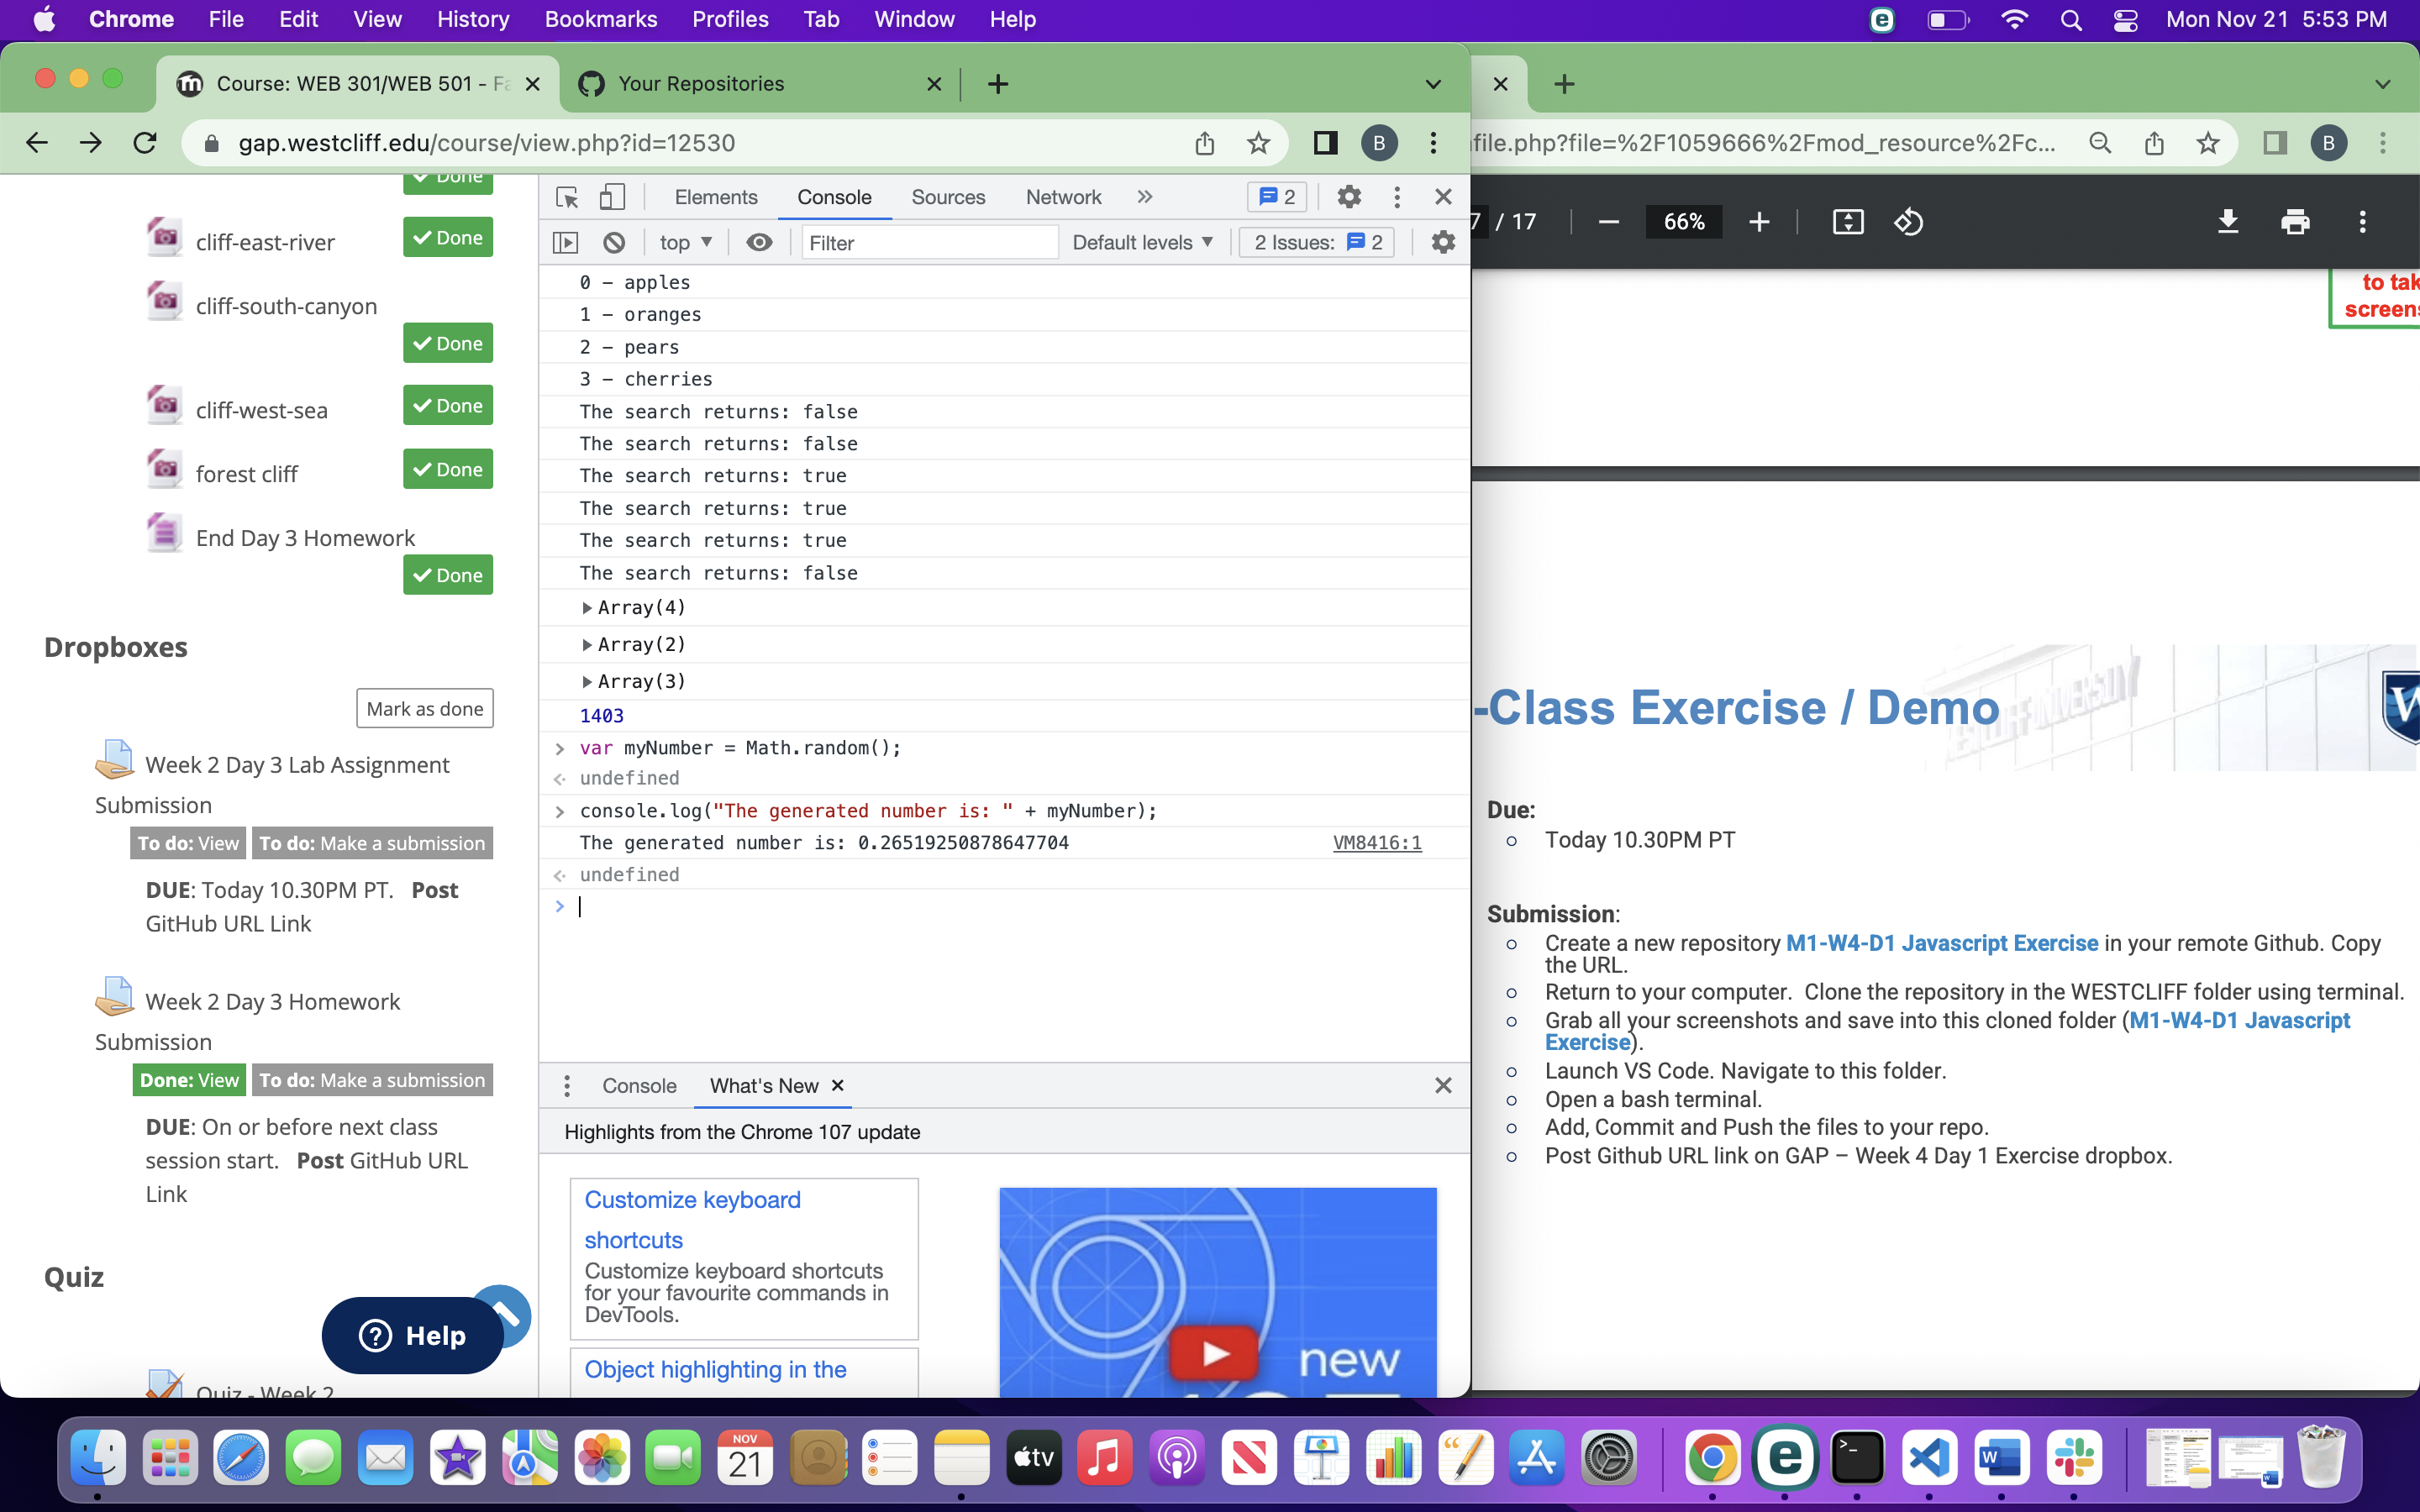 Chrome File Edit View History Bookmarks Profiles Tab Window Help
Mon Nov 21 5:53 PM
Course: WEB 301/WEB 501 - Fa
Your Repositories
gap.westcliff.edu/course/view.php?id=12530
B
file.php?file=%2F1059666%2Fmod_resource%2Fc...
B
Done
cliff-east-river
Done
cliff-south-canyon
Done
cliff-west-sea
Done
forest cliff
Done
End Day 3 Homework
Done
Dropboxes
Mark as done
Week 2 Day 3 Lab Assignment
Submission
To do: View To do: Make a submission
DUE: Today 10.30PM PT. Post
GitHub URL Link
Week 2 Day 3 Homework
Submission
Done: View To do: Make a submission
DUE: On or before next class
session start. Post GitHub URL
Link
Quiz
Help
Quiz - Week 2
Elements Console Sources Network 2
top Filter Default levels 2 Issues: 2
0 – apples
1 – oranges
2 – pears
3 – cherries
The search returns: false
The search returns: false
The search returns: true
The search returns: true
The search returns: true
The search returns: false
Array(4)
Array(2)
Array(3)
1403
> var myNumber = Math.random();
undefined
> console.log("The generated number is: " + myNumber);
The generated number is: 0.26519250878647704 VM8416:1
undefined
>
Console What's New
Highlights from the Chrome 107 update
Customize keyboard
shortcuts
Customize keyboard shortcuts
for your favourite commands in
DevTools.
Object highlighting in the
new
7 / 17 66%
to tak
screens
-Class Exercise / Demo
Due:
Today 10.30PM PT
Submission:
Create a new repository M1-W4-D1 Javascript Exercise in your remote Github. Copy
the URL.
Return to your computer. Clone the repository in the WESTCLIFF folder using terminal.
Grab all your screenshots and save into this cloned folder (M1-W4-D1 Javascript
Exercise).
Launch VS Code. Navigate to this folder.
Open a bash terminal.
Add, Commit and Push the files to your repo.
Post Github URL link on GAP – Week 4 Day 1 Exercise dropbox.
NOV
21
tv